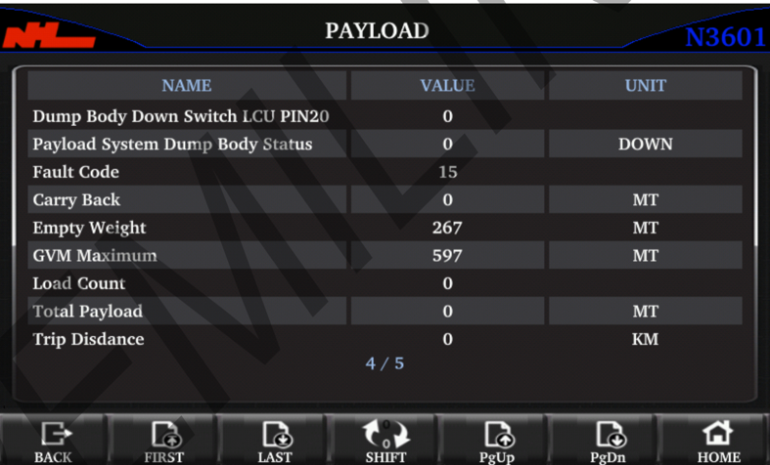 NHL
PAYLOAD
N3601
NAME VALUE UNIT
Dump Body Down Switch LCU PIN20 0
Payload System Dump Body Status 0 DOWN
Fault Code 15
Carry Back 0 MT
Empty Weight 267 MT
GVM Maximum 597 MT
Load Count 0
Total Payload 0 MT
Trip Disdance 0 KM
4 / 5
BACK FIRST LAST SHIFT PgUp PgDn HOME